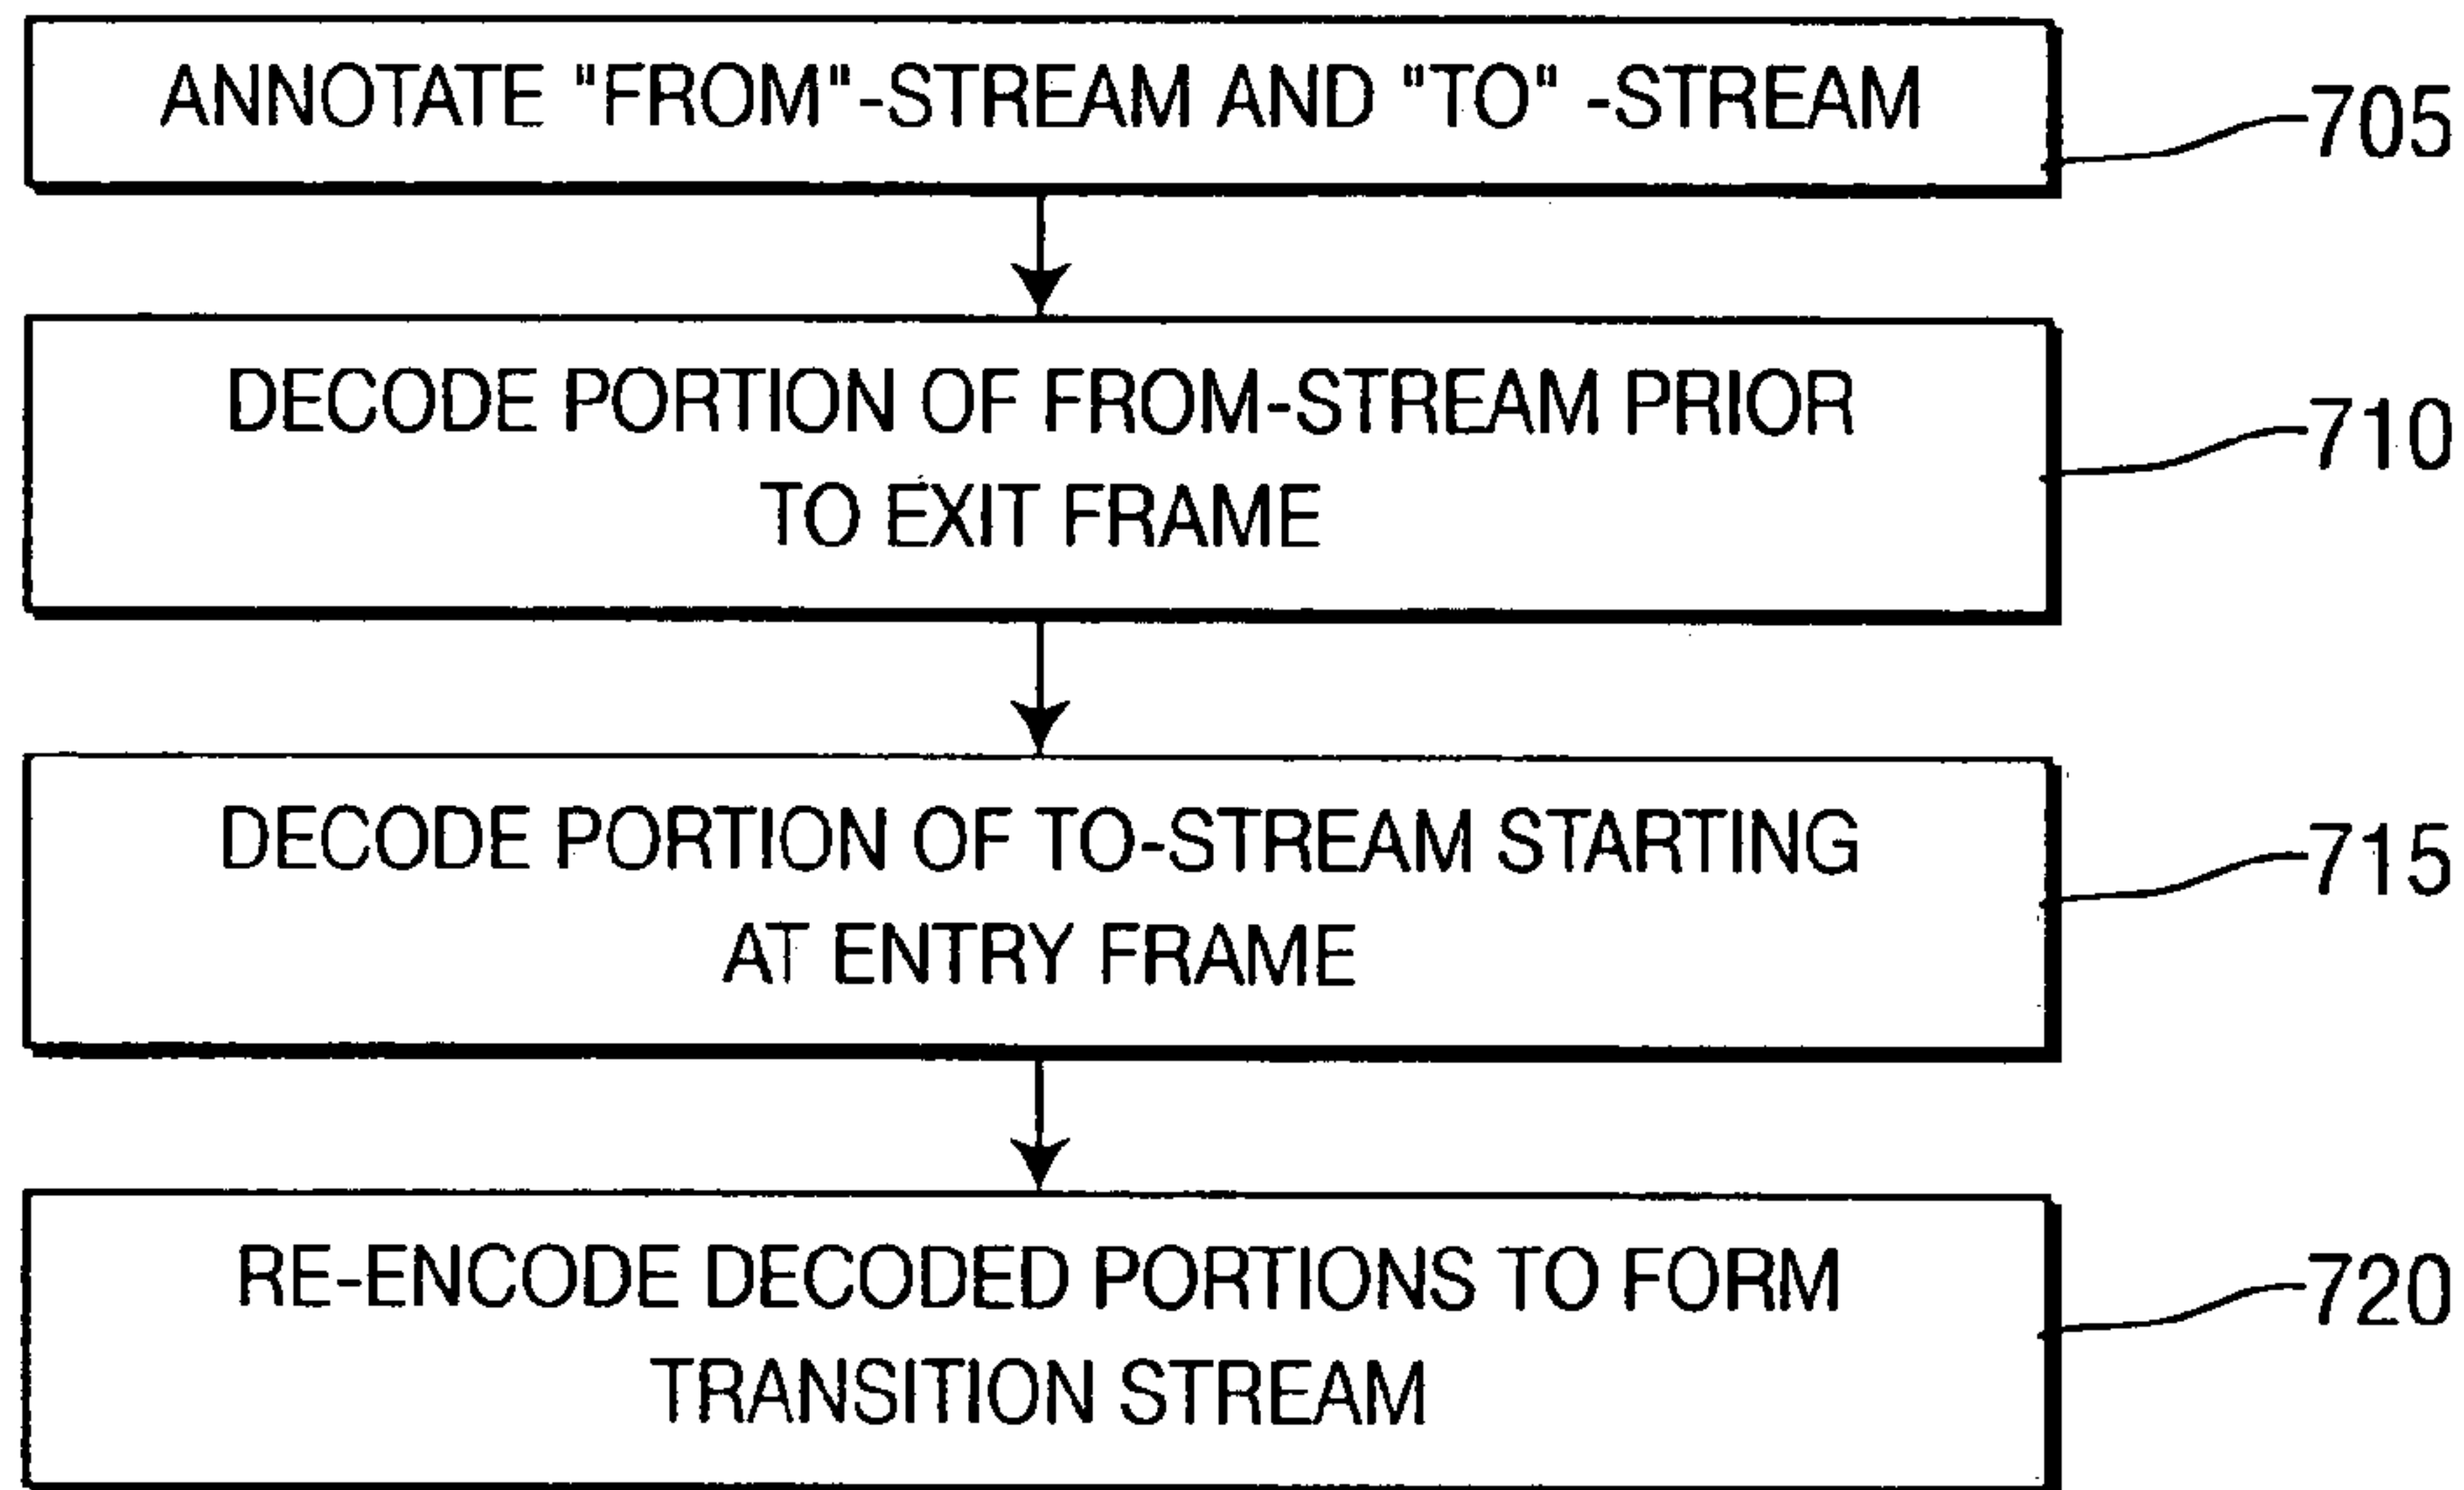 ANNOTATE "FROM"-STREAM AND "TO" -STREAM
705
DECODE PORTION OF FROM-STREAM PRIOR
TO EXIT FRAME
710
DECODE PORTION OF TO-STREAM STARTING
AT ENTRY FRAME
715
RE-ENCODE DECODED PORTIONS TO FORM
TRANSITION STREAM
720